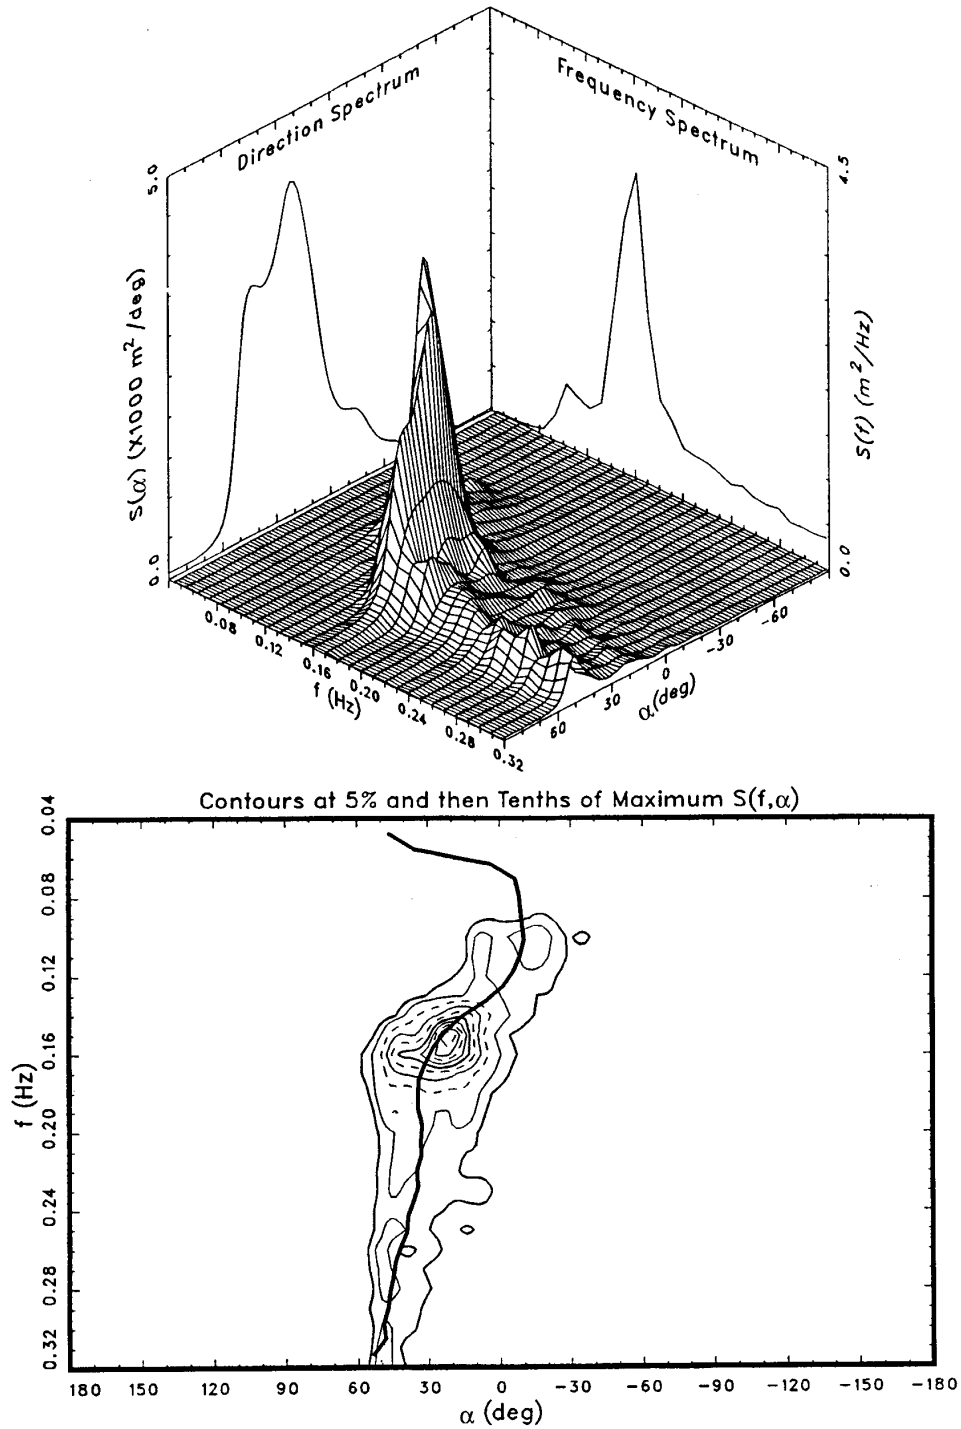 Direction Spectrum
Frequency Spectrum
5.0
S(α) (X1000 m²/deg)
0.0
4.5
S(f) (m²/Hz)
0.0
0.08
0.12
0.16
0.20
0.24
0.28
0.32
f (Hz)
60
30
0
-30
-60
α(deg)
Contours at 5% and then Tenths of Maximum S(f,α)
0.04
0.08
0.12
0.16
0.20
0.24
0.28
0.32
f (Hz)
180 150 120 90 60 30 0 -30 -60 -90 -120 -150 -180
α (deg)